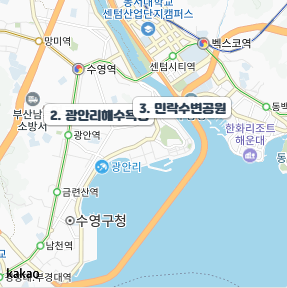 동서대학교
센텀산업단지캠퍼스
망미역
벡스코역
수영역
센텀시티역
부산남
소방서
2. 광안리해수욕장
3. 민락수변공원
동백
광안역
한화리조트
해운대
광안리
금련산역
수영구청
남천역
kakao
부경대역